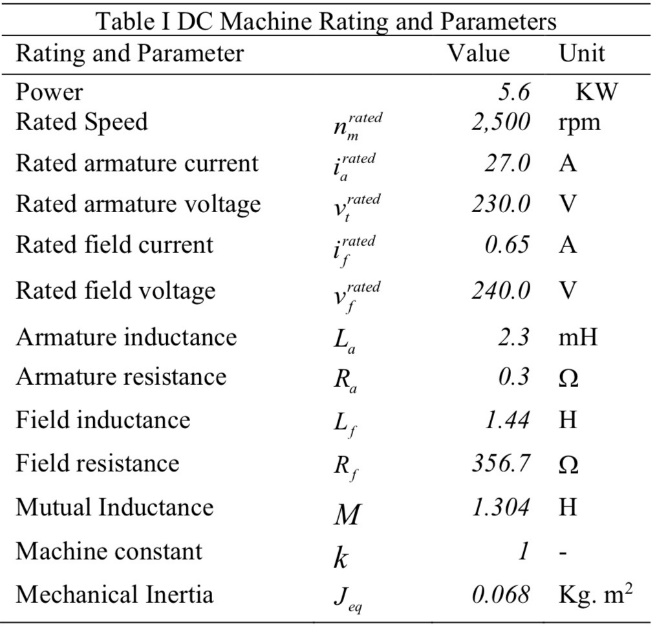 Table I DC Machine Rating and Parameters
Rating and Parameter Value Unit
Power 5.6 KW
Rated Speed n_m^rated 2,500 rpm
Rated armature current i_a^rated 27.0 A
Rated armature voltage v_t^rated 230.0 V
Rated field current i_f^rated 0.65 A
Rated field voltage v_f^rated 240.0 V
Armature inductance L_a 2.3 mH
Armature resistance R_a 0.3 Ω
Field inductance L_f 1.44 H
Field resistance R_f 356.7 Ω
Mutual Inductance M 1.304 H
Machine constant k 1 -
Mechanical Inertia J_eq 0.068 Kg. m²